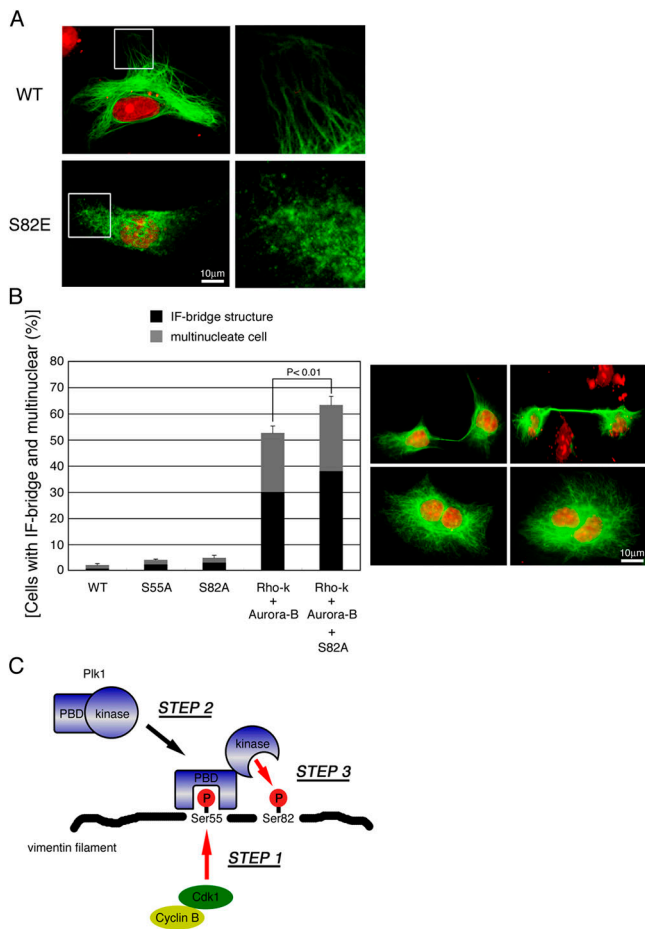 A
WT
S82E
10μm
B
IF-bridge structure
multinucleate cell
[Cells with IF-bridge and multinuclear (%)]
80
70
60
50
40
30
20
10
0
P< 0.01
WT
S55A
S82A
Rho-k
+
Aurora-B
Rho-k
+
Aurora-B
+
S82A
10μm
C
Plk1
PBD
kinase
STEP 2
kinase
STEP 3
PBD
P
P
Ser55
Ser82
vimentin filament
STEP 1
Cdk1
Cyclin B